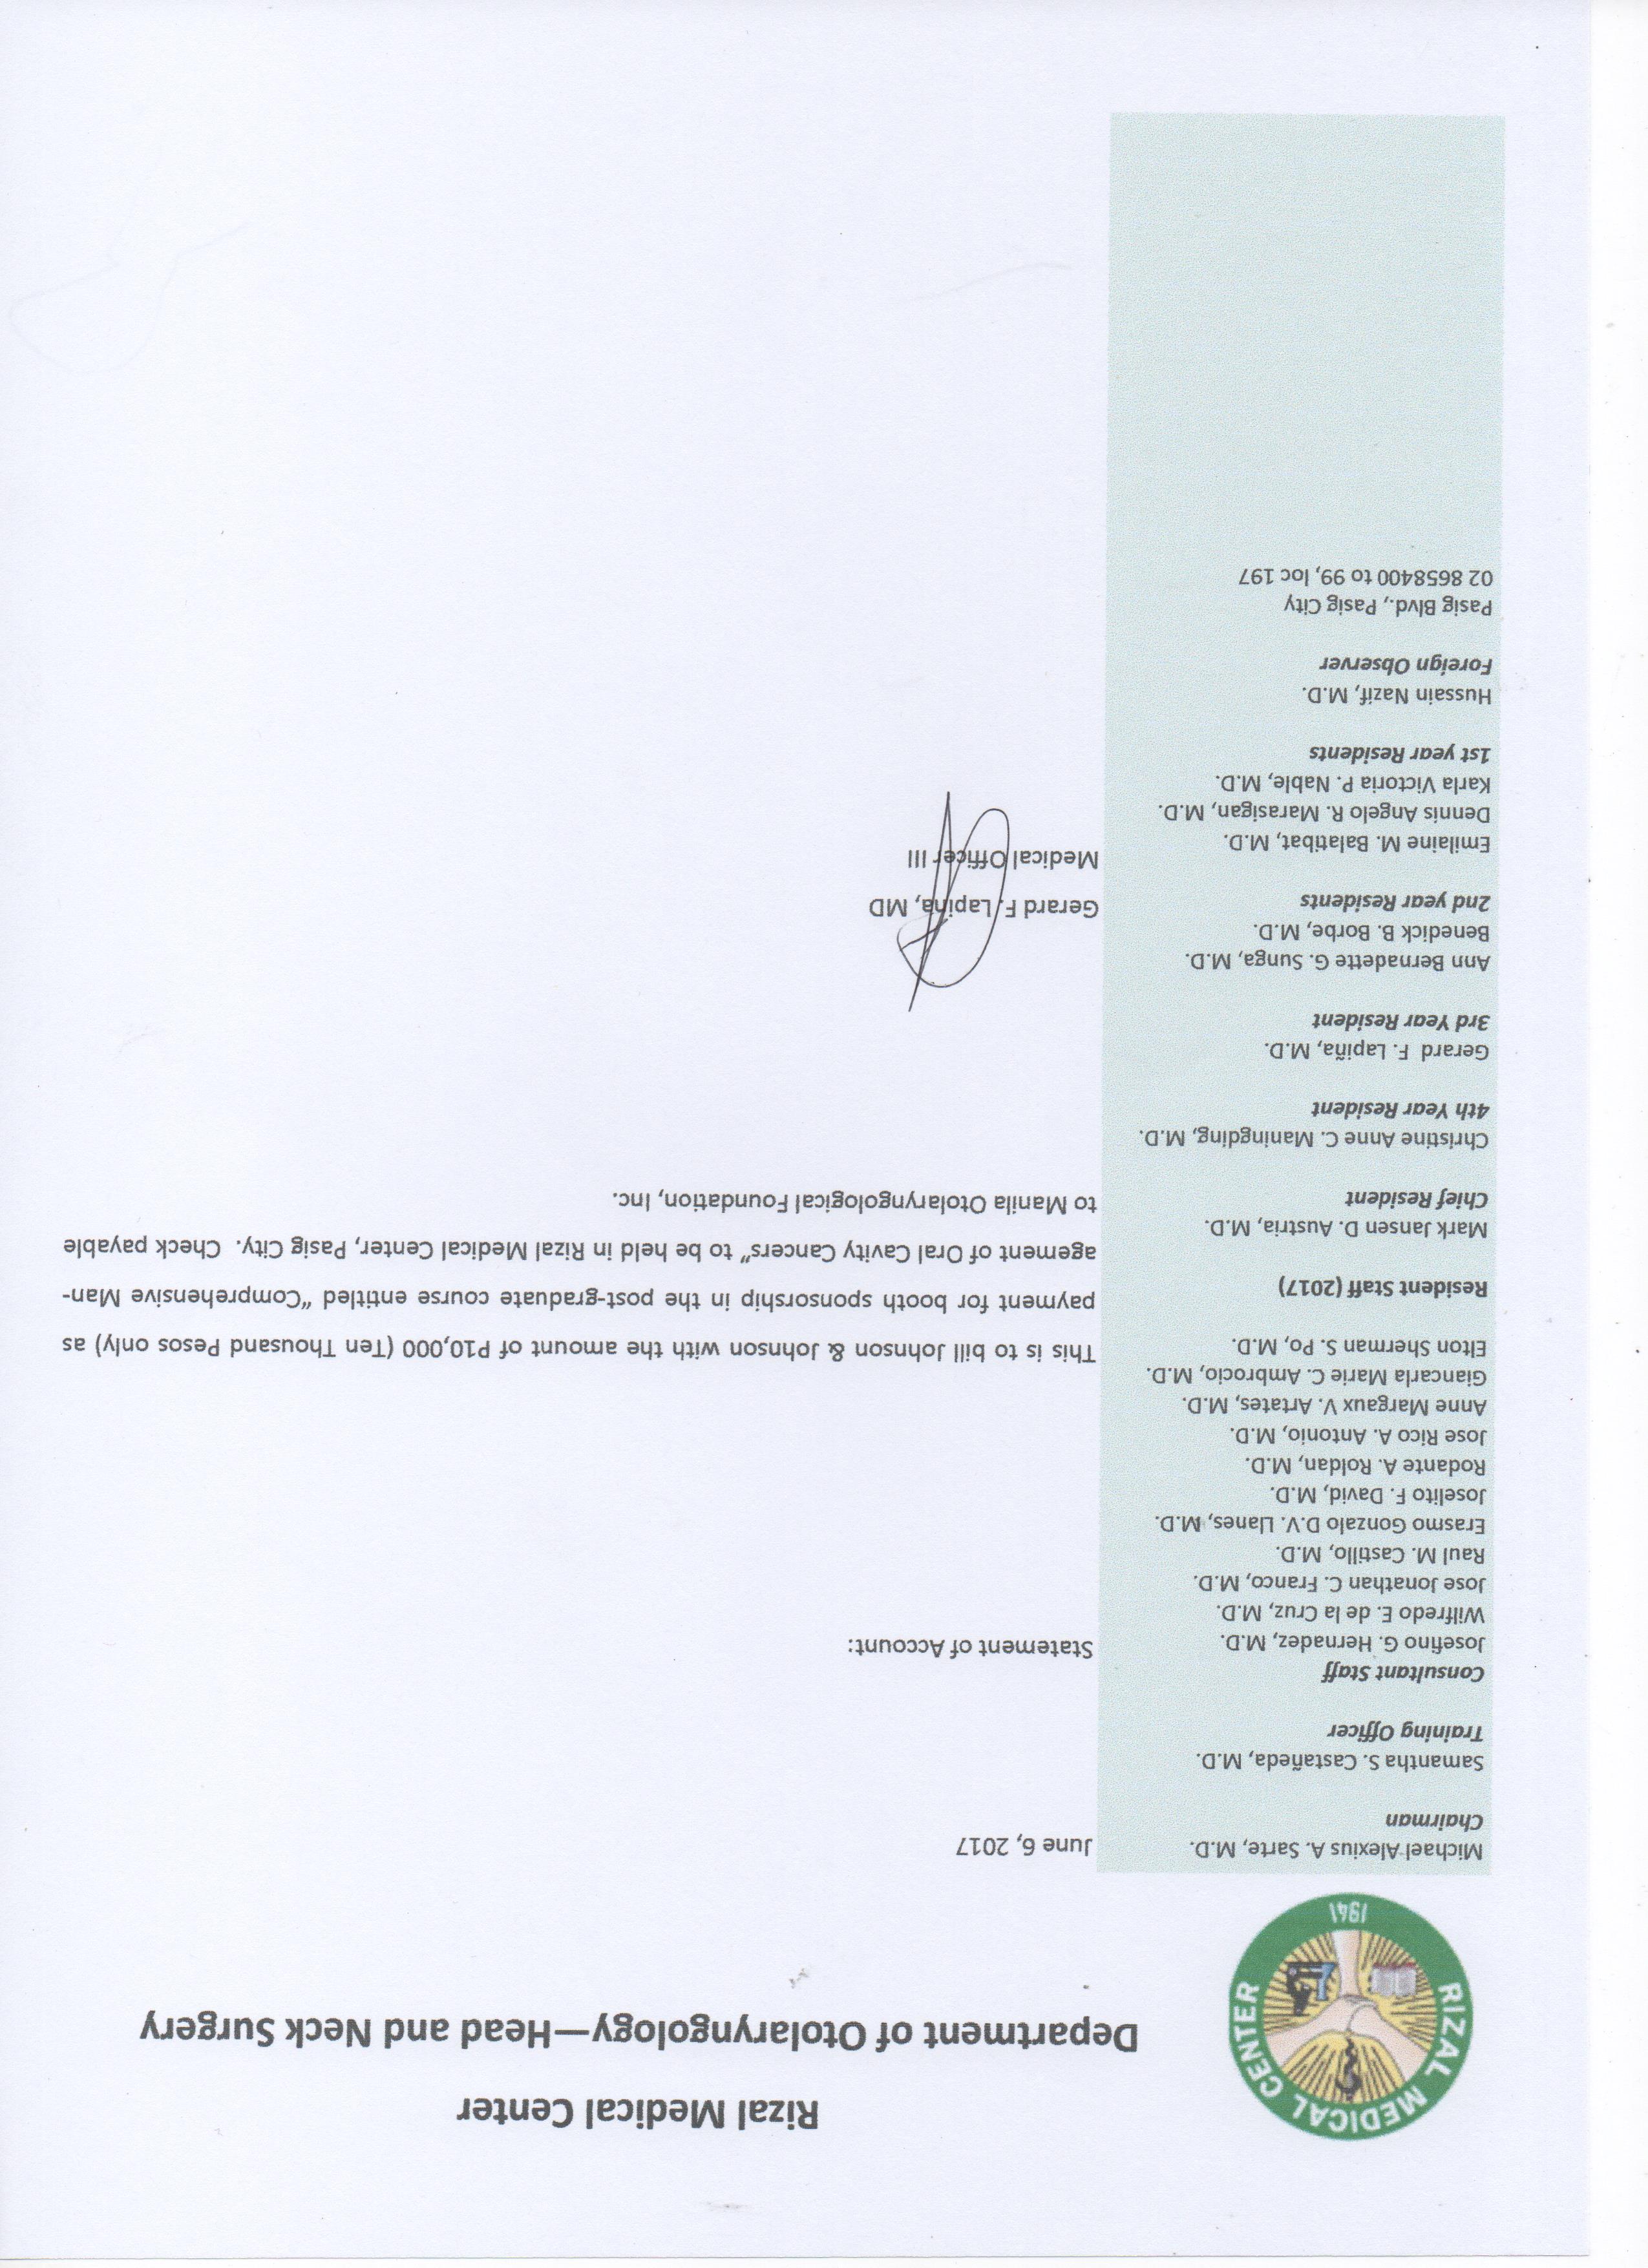 RIZAL MEDICAL CENTER
1941
Rizal Medical Center
Department of Otolaryngology—Head and Neck Surgery
Michael Alexius A. Sarte, M.D.
Chairman
Samantha S. Castañeda, M.D.
Training Officer
Consultant Staff
Josefino G. Hernadez, M.D.
Wilfredo E. de la Cruz, M.D.
Jose Jonathan C. Franco, M.D.
Raul M. Castillo, M.D.
Erasmo Gonzalo D.V. Llanes, M.D.
Joselito F. David, M.D.
Rodante A. Roldan, M.D.
Jose Rico A. Antonio, M.D.
Anne Margaux V. Artates, M.D.
Giancarla Marie C. Ambrocio, M.D.
Elton Sherman S. Po, M.D.
Resident Staff (2017)
Mark Jansen D. Austria, M.D.
Chief Resident
Christine Anne C. Maningding, M.D.
4th Year Resident
Gerard F. Lapiña, M.D.
3rd Year Resident
Ann Bernadette G. Sunga, M.D.
Benedick B. Borbe, M.D.
2nd year Residents
Emilaine M. Balatibat, M.D.
Dennis Angelo R. Marasigan, M.D.
Karla Victoria P. Nable, M.D.
1st year Residents
Hussain Nazif, M.D.
Foreign Observer
Pasig Blvd., Pasig City
02 8658400 to 99, loc 197
June 6, 2017
Statement of Account:
This is to bill Johnson & Johnson with the amount of P10,000 (Ten Thousand Pesos only) as
payment for booth sponsorship in the post-graduate course entitled “Comprehensive Man-
agement of Oral Cavity Cancers” to be held in Rizal Medical Center, Pasig City. Check payable
to Manila Otolaryngological Foundation, Inc.
Gerard F. Lapiña, MD
Medical Officer III